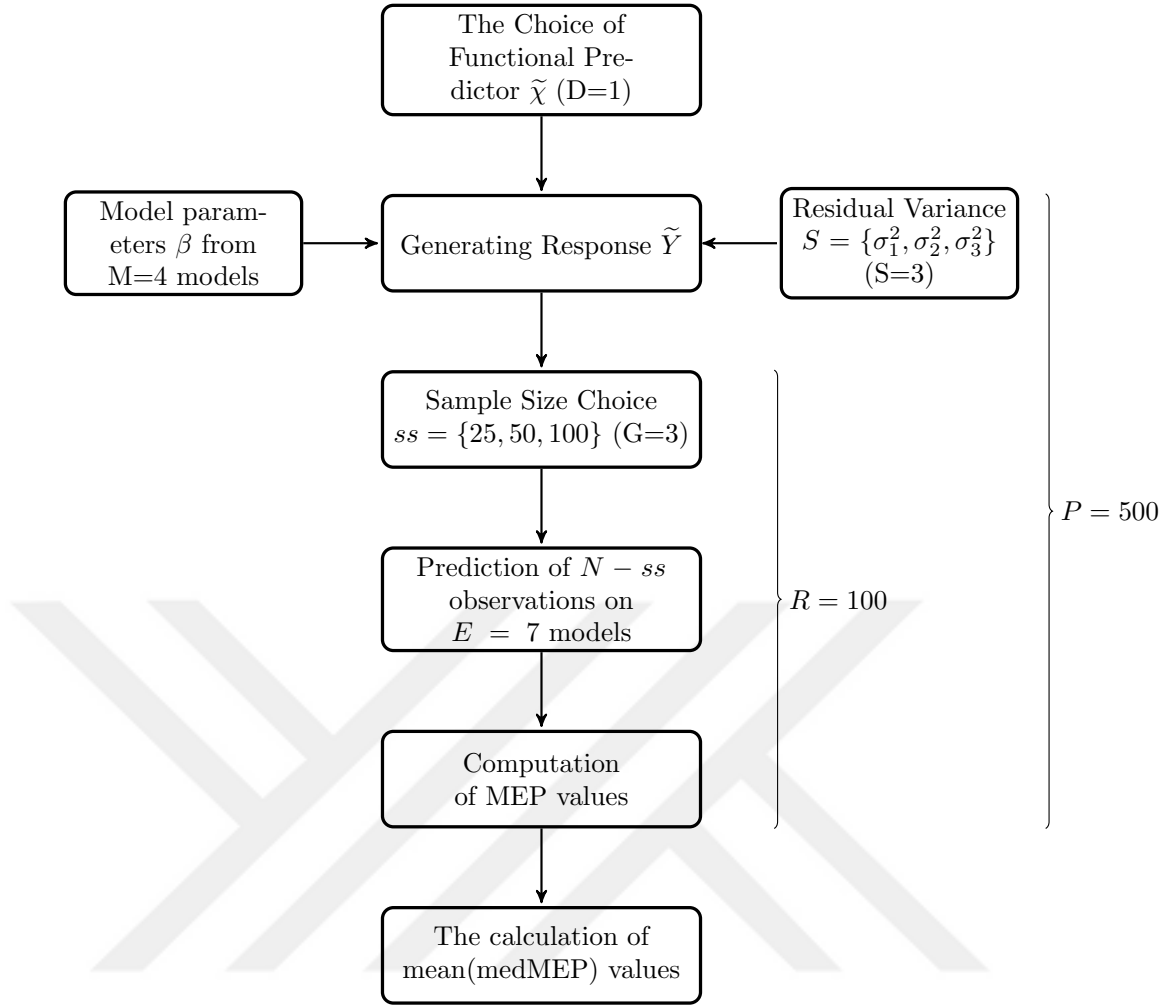 The Choice of
Functional Pre-
dictor χ̃ (D=1)
Model param-
eters β from
M=4 models
Generating Response Ỹ
Residual Variance
S = {σ₁², σ₂², σ₃²}
(S=3)
Sample Size Choice
ss = {25, 50, 100} (G=3)
P = 500
Prediction of N − ss
observations on
E = 7 models
R = 100
Computation
of MEP values
The calculation of
mean(medMEP) values